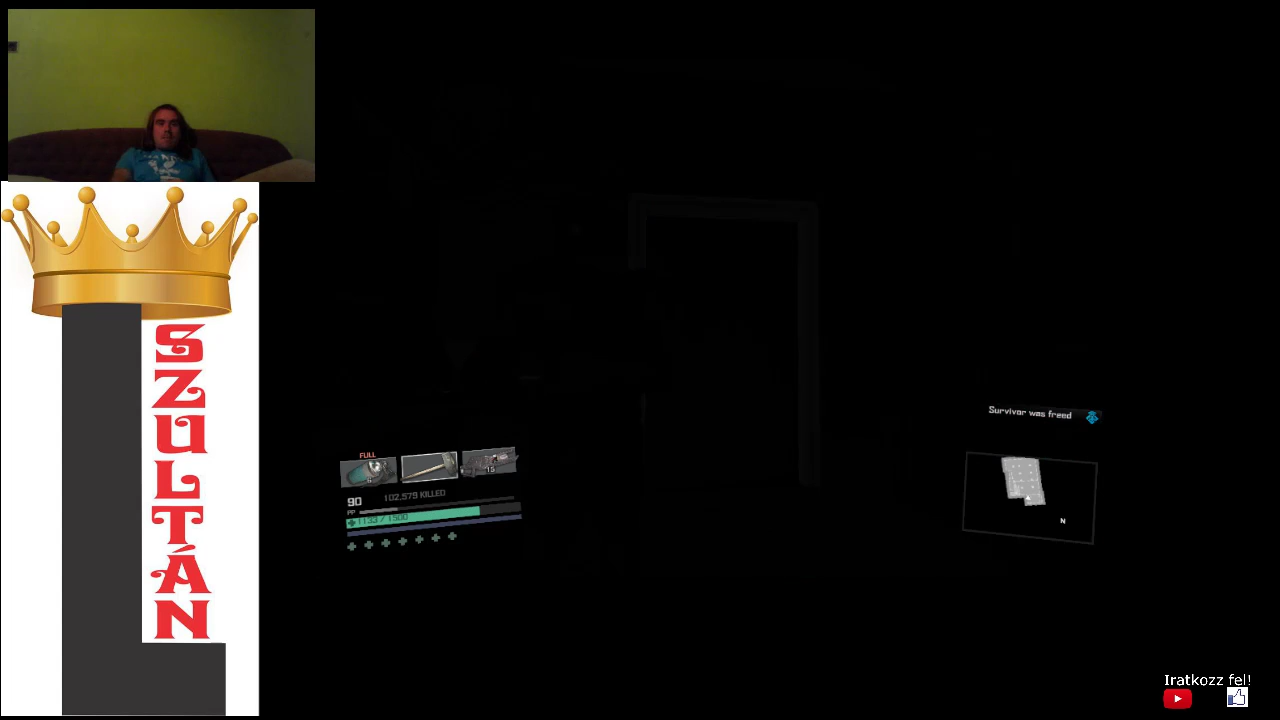 SZULTÁN
Survivor was freed
FULL
15
90
102,579 KILLED
PP
1133 / 1500
N
Iratkozz fel!